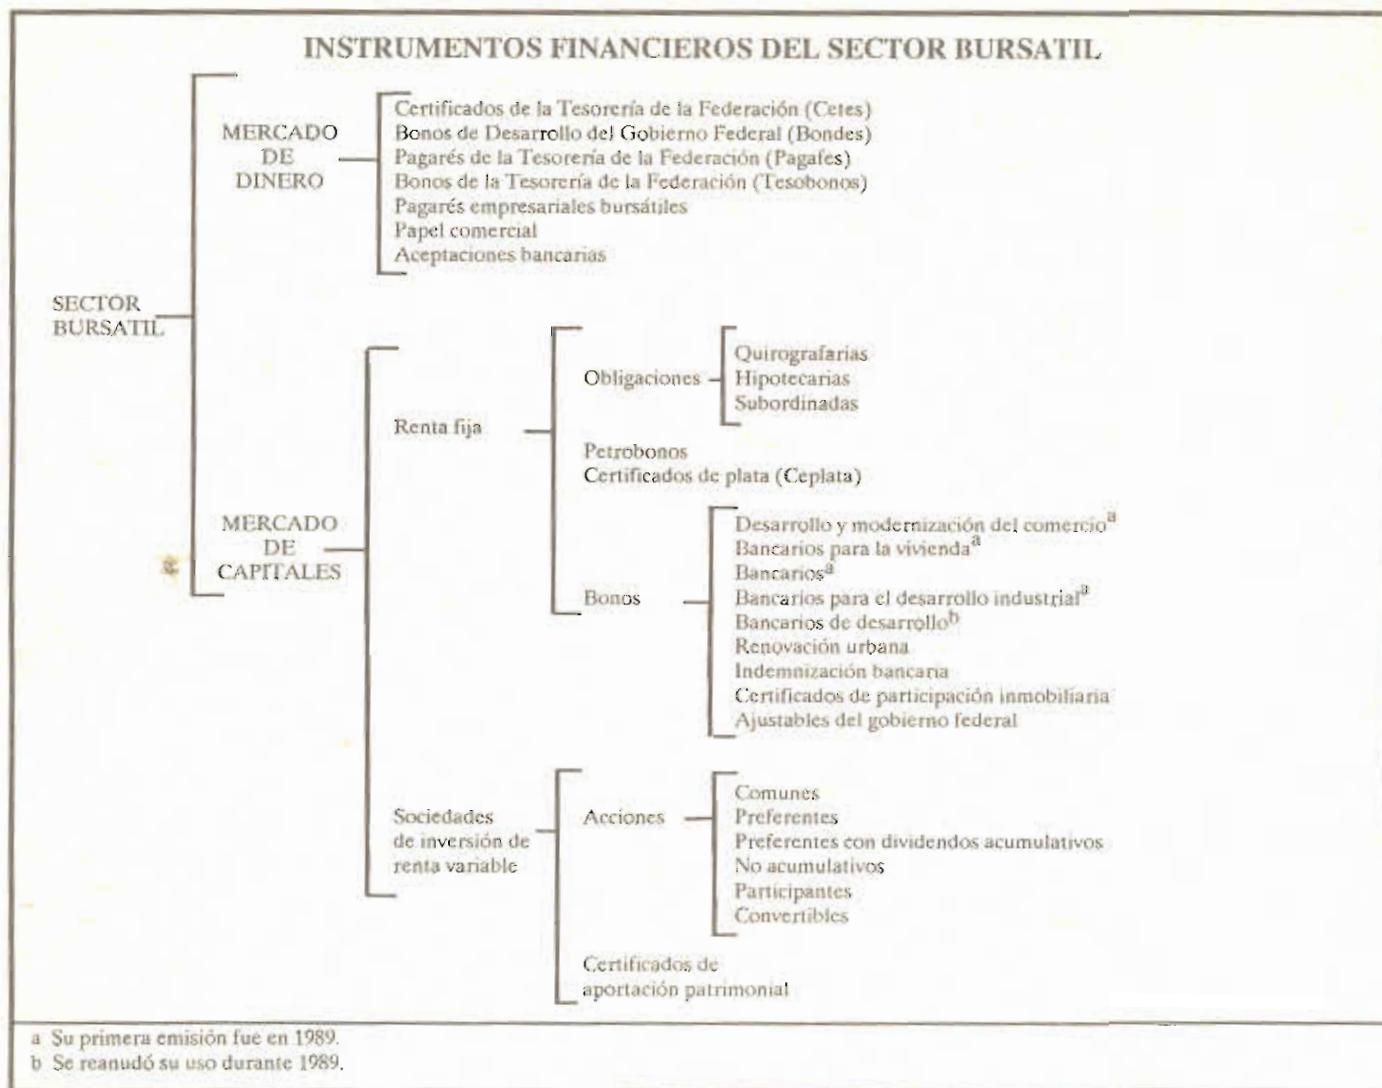 INSTRUMENTOS FINANCIEROS DEL SECTOR BURSATIL
SECTOR
BURSATIL
MERCADO
DE
DINERO
Certificados de la Tesorería de la Federación (Cetes)
Bonos de Desarrollo del Gobierno Federal (Bondes)
Pagarés de la Tesorería de la Federación (Pagafes)
Bonos de la Tesorería de la Federación (Tesobonos)
Pagarés empresariales bursátiles
Papel comercial
Aceptaciones bancarias
MERCADO
DE
CAPITALES
Renta fija
Obligaciones
Quirografarias
Hipotecarias
Subordinadas
Petrobonos
Certificados de plata (Ceplata)
Bonos
Desarrollo y modernización del comercioª
Bancarios para la viviendaª
Bancariosª
Bancarios para el desarrollo industrialª
Bancarios de desarrolloᵇ
Renovación urbana
Indemnización bancaria
Certificados de participación inmobiliaria
Ajustables del gobierno federal
Sociedades
de inversión de
renta variable
Acciones
Comunes
Preferentes
Preferentes con dividendos acumulativos
No acumulativos
Participantes
Convertibles
Certificados de
aportación patrimonial
a Su primera emisión fue en 1989.
b Se reanudó su uso durante 1989.